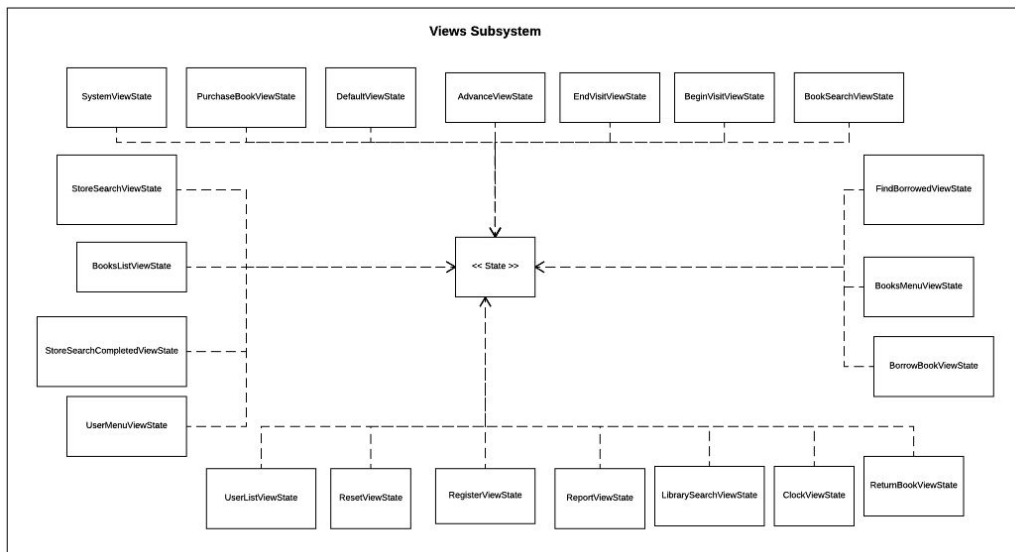 Views Subsystem
SystemViewState
PurchaseBookViewState
DefaultViewState
AdvanceViewState
EndVisitViewState
BeginVisitViewState
BookSearchViewState
StoreSearchViewState
FindBorrowedViewState
BooksListViewState
<< State >>
BooksMenuViewState
StoreSearchCompletedViewState
BorrowBookViewState
UserMenuViewState
UserListViewState
ResetViewState
RegisterViewState
ReportViewState
LibrarySearchViewState
ClockViewState
ReturnBookViewState